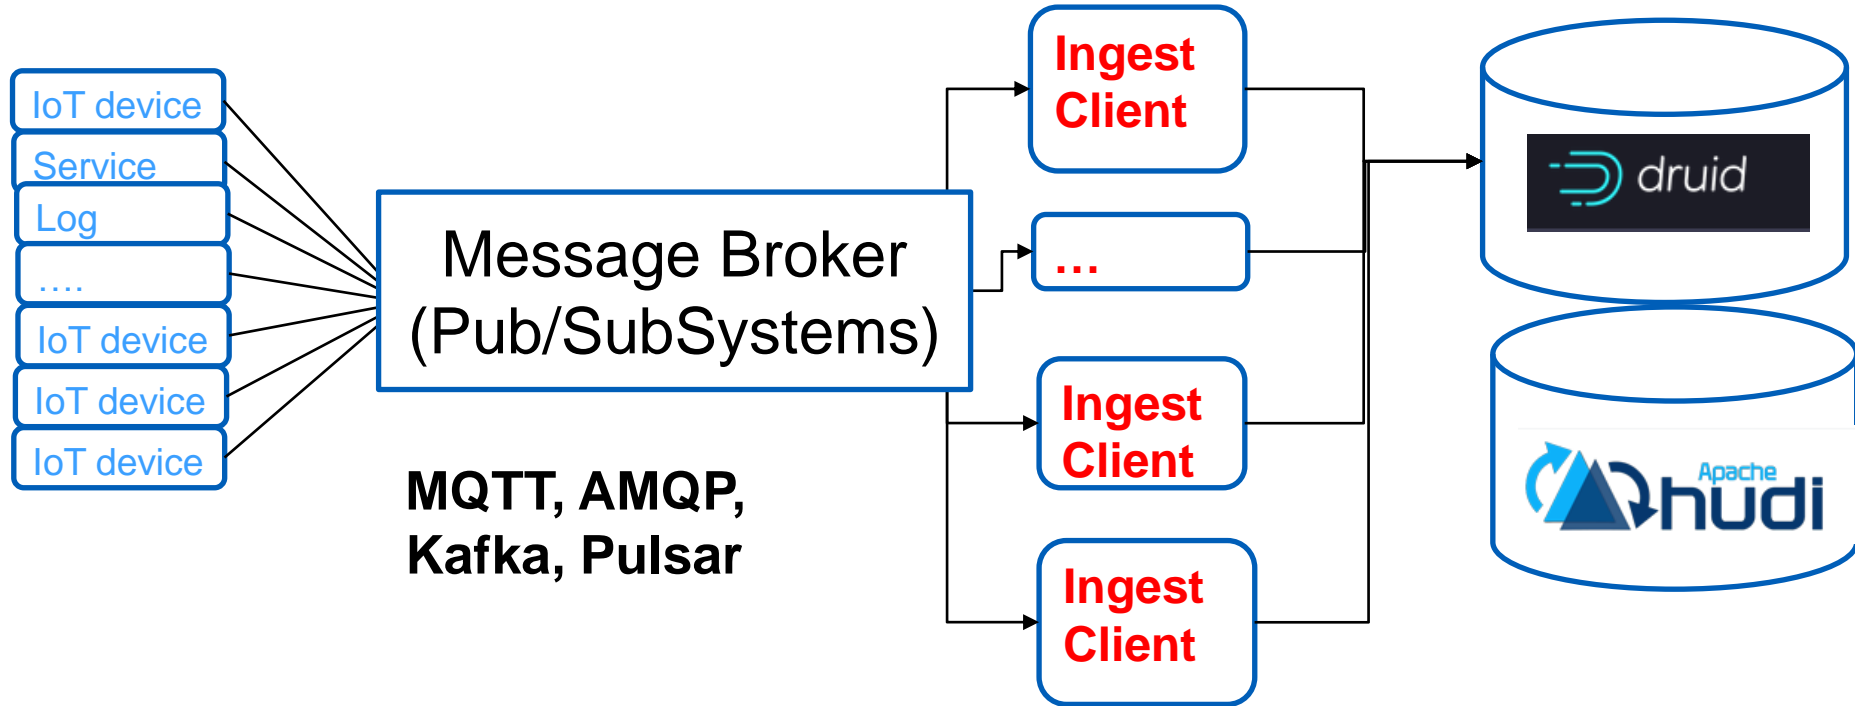 IoT device
Service
Log
....
IoT device
IoT device
IoT device
Message Broker
(Pub/SubSystems)
MQTT, AMQP,
Kafka, Pulsar
Ingest
Client
...
Ingest
Client
Ingest
Client
druid
Apache
hudi